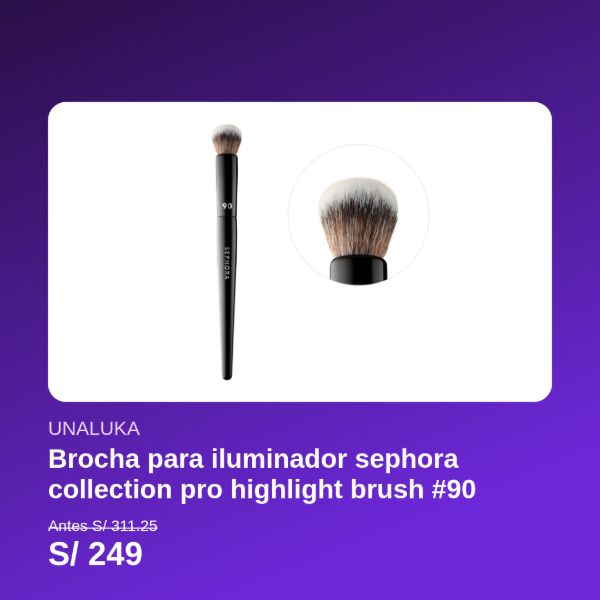 90
SEPHORA
UNALUKA
Brocha para iluminador sephora
collection pro highlight brush #90
Antes S/ 311.25
S/ 249